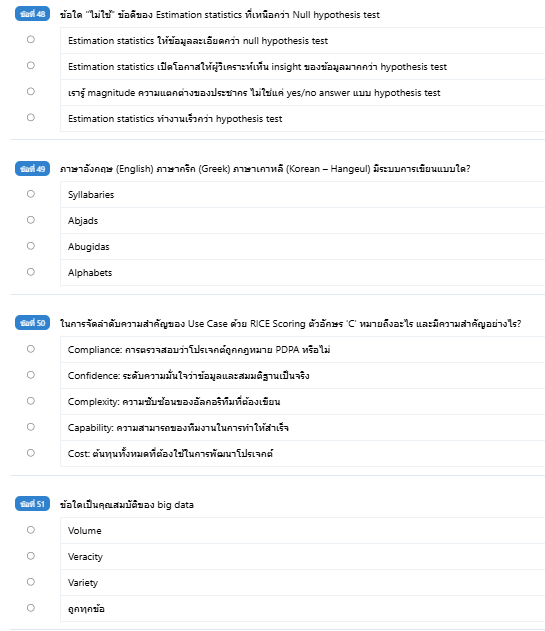 ข้อที่ 48 ข้อใด "ไม่ใช่" ข้อดีของ Estimation statistics ที่เหนือกว่า Null hypothesis test
Estimation statistics ให้ข้อมูลละเอียดกว่า null hypothesis test
Estimation statistics เปิดโอกาสให้ผู้วิเคราะห์เห็น insight ของข้อมูลมากกว่า hypothesis test
เรารู้ magnitude ความแตกต่างของประชากร ไม่ใช่แค่ yes/no answer แบบ hypothesis test
Estimation statistics ทำงานเร็วกว่า hypothesis test
ข้อที่ 49 ภาษาอังกฤษ (English) ภาษากรีก (Greek) ภาษาเกาหลี (Korean – Hangeul) มีระบบการเขียนแบบใด?
Syllabaries
Abjads
Abugidas
Alphabets
ข้อที่ 50 ในการจัดลำดับความสำคัญของ Use Case ด้วย RICE Scoring ตัวอักษร 'C' หมายถึงอะไร และมีความสำคัญอย่างไร?
Compliance: การตรวจสอบว่าโปรเจกต์ถูกกฎหมาย PDPA หรือไม่
Confidence: ระดับความมั่นใจว่าข้อมูลและสมมติฐานเป็นจริง
Complexity: ความซับซ้อนของอัลกอริทึมที่ต้องเขียน
Capability: ความสามารถของทีมงานในการทำให้สำเร็จ
Cost: ต้นทุนทั้งหมดที่ต้องใช้ในการพัฒนาโปรเจกต์
ข้อที่ 51 ข้อใดเป็นคุณสมบัติของ big data
Volume
Veracity
Variety
ถูกทุกข้อ